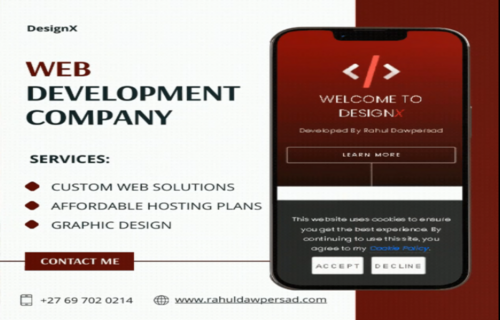 DesignX
WEB
DEVELOPMENT
COMPANY
SERVICES:
CUSTOM WEB SOLUTIONS
AFFORDABLE HOSTING PLANS
GRAPHIC DESIGN
CONTACT ME
+27 69 702 0214
www.rahuldawpersad.com
</>
WELCOME TO
DESIGNX
Developed By Rahul Dawpersad
LEARN MORE
This website uses cookies to ensure
you get the best experience. By
continuing to use this site, you
agree to my Cookie Policy.
ACCEPT
DECLINE